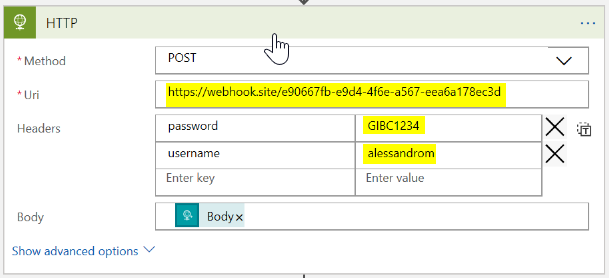 HTTP
...
* Method
POST
* Uri
https://webhook.site/e90667fb-e9d4-4f6e-a567-eea6a178ec3d
Headers
password
GIBC1234
username
alessandrom
Enter key
Enter value
Body
Body×
Show advanced options